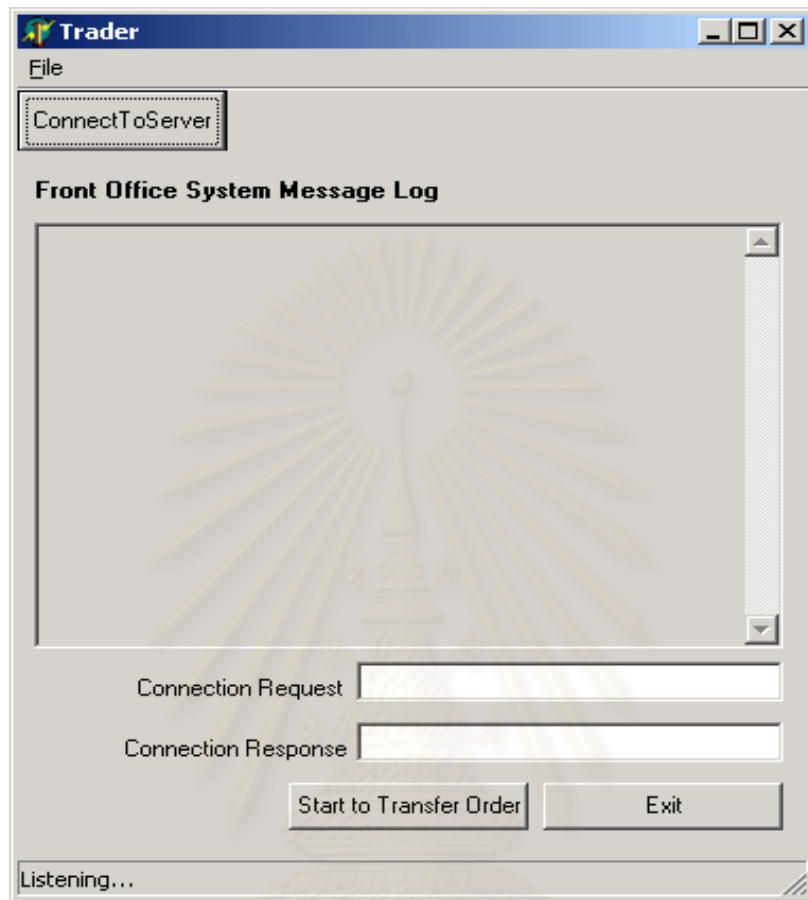 Trader
File
ConnectToServer
Front Office System Message Log
Connection Request
Connection Response
Start to Transfer Order
Exit
Listening...